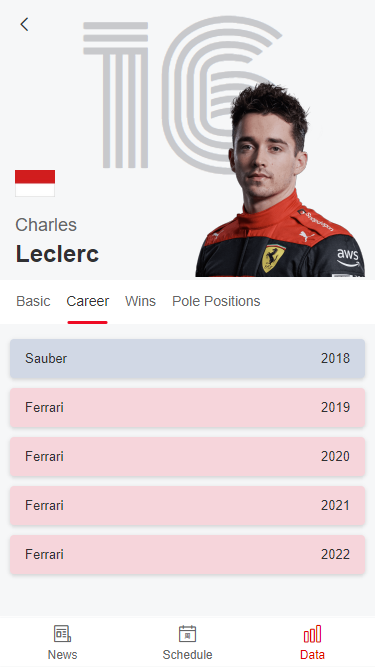 16
Charles
Leclerc
aws
Basic Career Wins Pole Positions
Sauber 2018
Ferrari 2019
Ferrari 2020
Ferrari 2021
Ferrari 2022
News Schedule Data